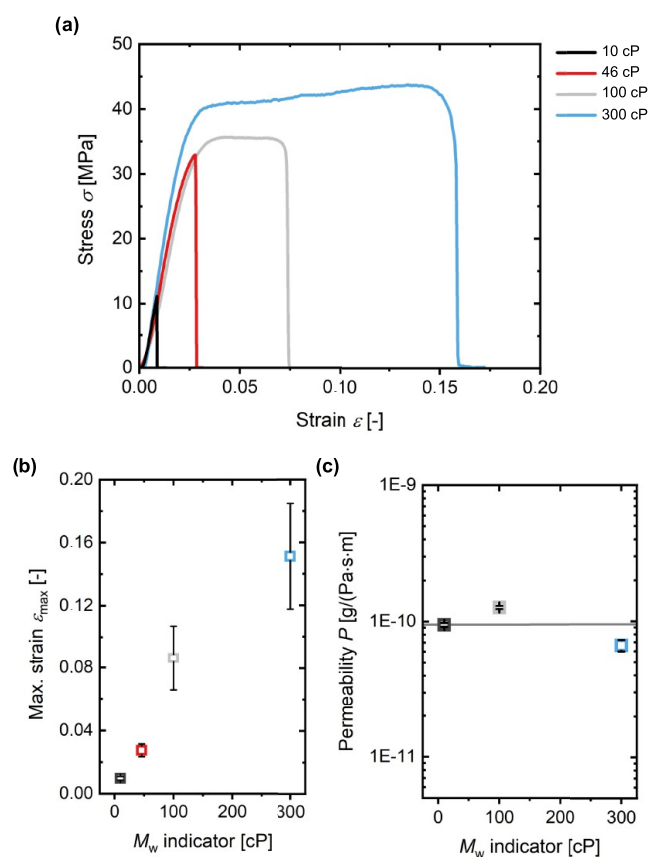 (a)
50
40
30
20
10
0
Stress σ [MPa]
0.00 0.05 0.10 0.15 0.20
Strain ε [-]
10 cP
46 cP
100 cP
300 cP
(b)
0.20
0.16
0.12
0.08
0.04
0.00
Max. strain εmax [-]
0 100 200 300
Mw indicator [cP]
(c)
1E-9
1E-10
1E-11
Permeability P [g/(Pa·s·m]
0 100 200 300
Mw indicator [cP]